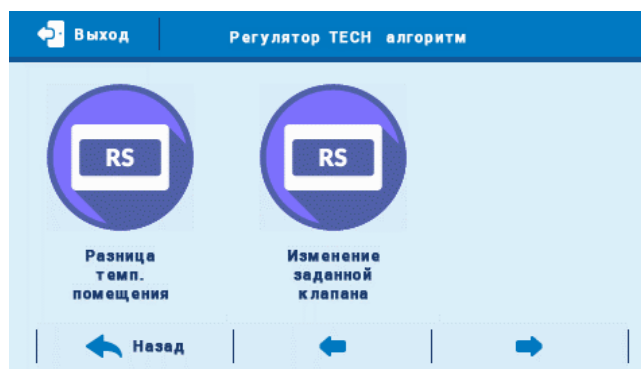 Выход
Регулятор TECH алгоритм
RS
RS
Разница
темп.
помещения
Изменение
заданной
клапана
Назад